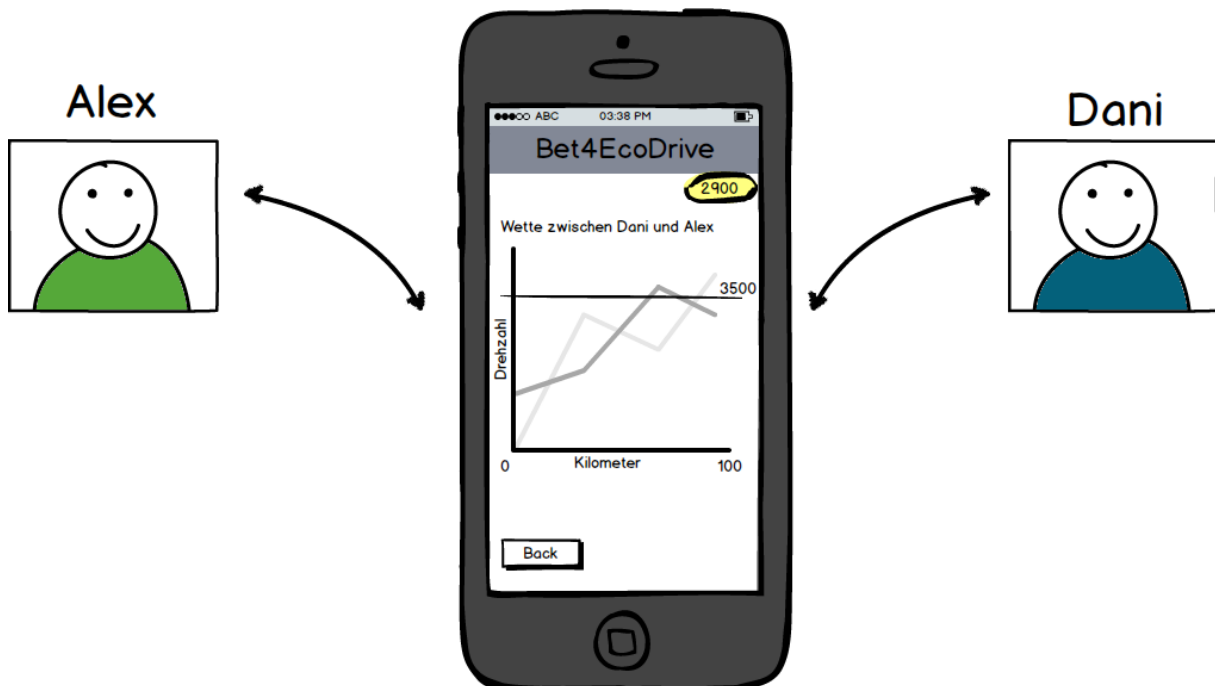 Alex
Dani
ABC 03:38 PM
Bet4EcoDrive
2900
Wette zwischen Dani und Alex
3500
Drehzahl
0 Kilometer 100
Back